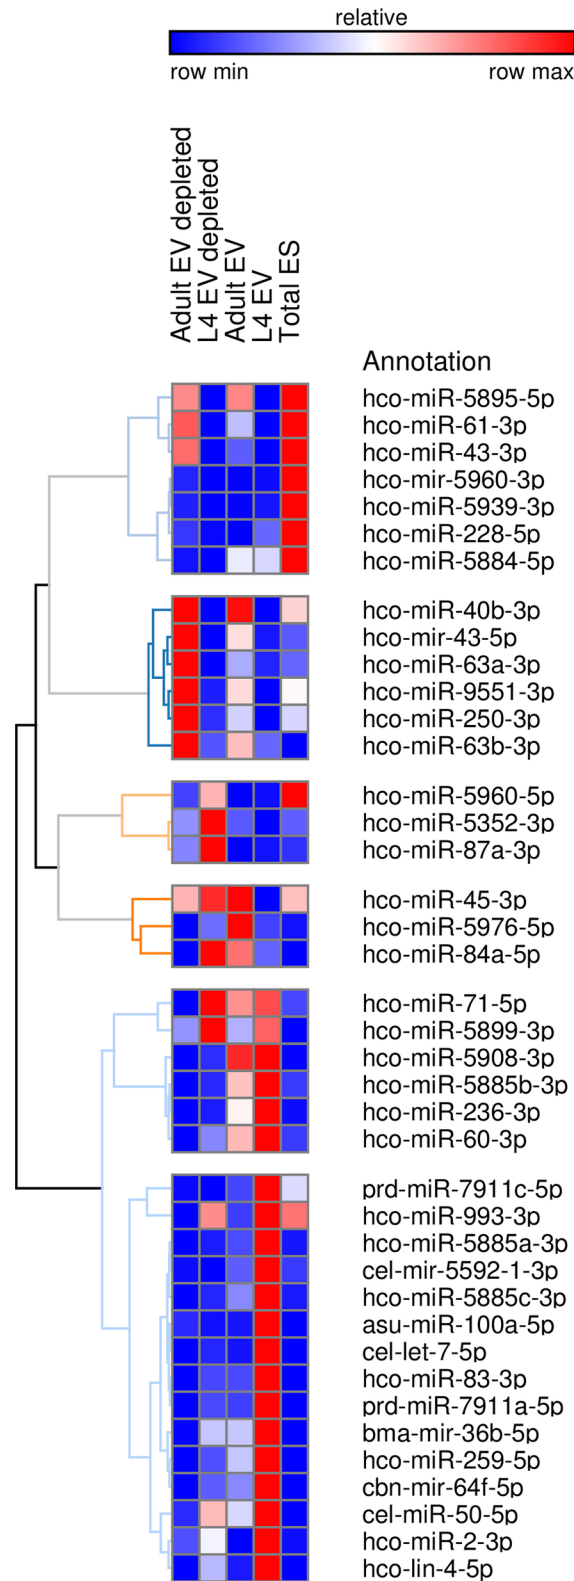 relative
row min row max
Adult EV depleted
L4 EV depleted
Adult EV
L4 EV
Total ES
Annotation
hco-miR-5895-5p
hco-miR-61-3p
hco-miR-43-3p
hco-mir-5960-3p
hco-miR-5939-3p
hco-miR-228-5p
hco-miR-5884-5p
hco-miR-40b-3p
hco-mir-43-5p
hco-miR-63a-3p
hco-miR-9551-3p
hco-miR-250-3p
hco-miR-63b-3p
hco-miR-5960-5p
hco-miR-5352-3p
hco-miR-87a-3p
hco-miR-45-3p
hco-miR-5976-5p
hco-miR-84a-5p
hco-miR-71-5p
hco-miR-5899-3p
hco-miR-5908-3p
hco-miR-5885b-3p
hco-miR-236-3p
hco-miR-60-3p
prd-miR-7911c-5p
hco-miR-993-3p
hco-miR-5885a-3p
cel-mir-5592-1-3p
hco-miR-5885c-3p
asu-miR-100a-5p
cel-let-7-5p
hco-miR-83-3p
prd-miR-7911a-5p
bma-mir-36b-5p
hco-miR-259-5p
cbn-mir-64f-5p
cel-miR-50-5p
hco-miR-2-3p
hco-lin-4-5p